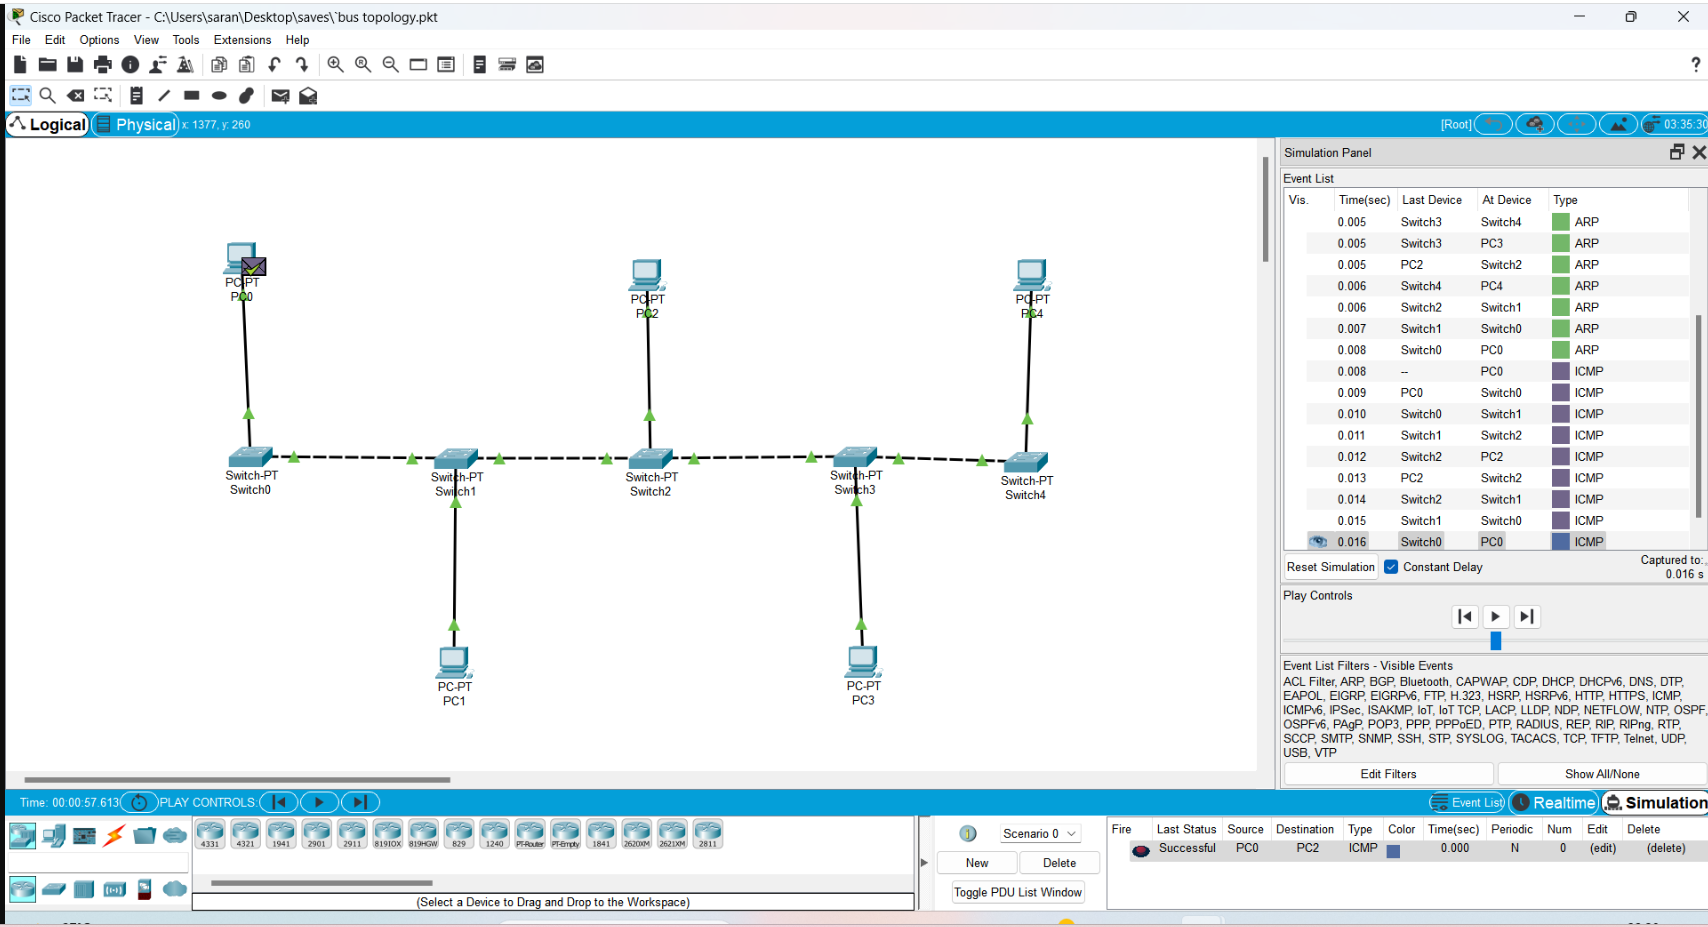 Cisco Packet Tracer - C:\Users\saran\Desktop\saves\`bus topology.pkt
File Edit Options View Tools Extensions Help
?
Logical Physical x: 1377, y: 260 [Root] 03:35:30
Simulation Panel
Event List
Vis. Time(sec) Last Device At Device Type
0.005 Switch3 Switch4 ARP
0.005 Switch3 PC3 ARP
0.005 PC2 Switch2 ARP
0.006 Switch4 PC4 ARP
0.006 Switch2 Switch1 ARP
0.007 Switch1 Switch0 ARP
0.008 Switch0 PC0 ARP
0.008 -- PC0 ICMP
0.009 PC0 Switch0 ICMP
0.010 Switch0 Switch1 ICMP
0.011 Switch1 Switch2 ICMP
0.012 Switch2 PC2 ICMP
0.013 PC2 Switch2 ICMP
0.014 Switch2 Switch1 ICMP
0.015 Switch1 Switch0 ICMP
0.016 Switch0 PC0 ICMP
Reset Simulation Constant Delay Captured to:
0.016 s
Play Controls
Event List Filters - Visible Events
ACL Filter, ARP, BGP, Bluetooth, CAPWAP, CDP, DHCP, DHCPv6, DNS, DTP,
EAPOL, EIGRP, EIGRPv6, FTP, H.323, HSRP, HSRPv6, HTTP, HTTPS, ICMP,
ICMPv6, IPSec, ISAKMP, IoT, IoT TCP, LACP, LLDP, NDP, NETFLOW, NTP, OSPF,
OSPFv6, PAgP, POP3, PPP, PPPoED, PTP, RADIUS, REP, RIP, RIPng, RTP,
SCCP, SMTP, SNMP, SSH, STP, SYSLOG, TACACS, TCP, TFTP, Telnet, UDP,
USB, VTP
Edit Filters Show All/None
PC-PT
PC0
PC-PT
PC2
PC-PT
PC4
Switch-PT
Switch0
Switch-PT
Switch1
Switch-PT
Switch2
Switch-PT
Switch3
Switch-PT
Switch4
PC-PT
PC1
PC-PT
PC3
Time: 00:00:57.613 PLAY CONTROLS: Event List Realtime Simulation
4331 4321 1941 2901 2911 819IOX 819HGW 829 1240 PT-Router PT-Empty 1841 2620XM 2621XM 2811
(Select a Device to Drag and Drop to the Workspace)
Scenario 0
New Delete
Toggle PDU List Window
Fire Last Status Source Destination Type Color Time(sec) Periodic Num Edit Delete
Successful PC0 PC2 ICMP 0.000 N 0 (edit) (delete)